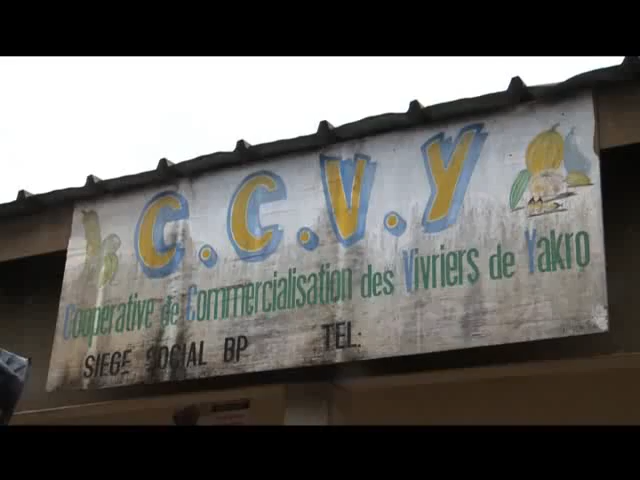 C.C.V.Y
Cooperative de Commercialisation des Vivriers de Yakro
SIEGE SOCIAL BP TEL: